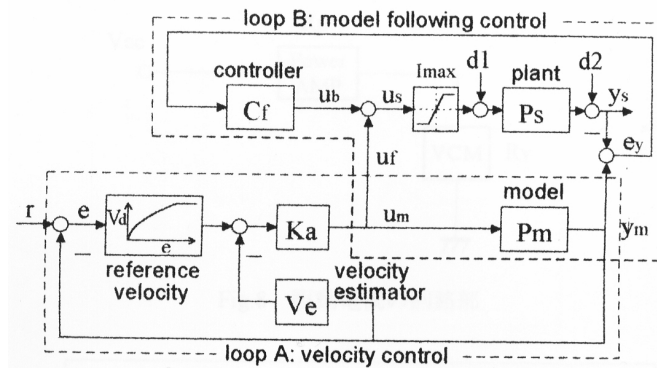 loop B: model following control
controller
Cf
ub
us
Imax
d1
plant
Ps
d2
ys
ey
uf
r
e
Vd
e
reference
velocity
Ka
um
model
Pm
ym
velocity
estimator
Ve
loop A: velocity control